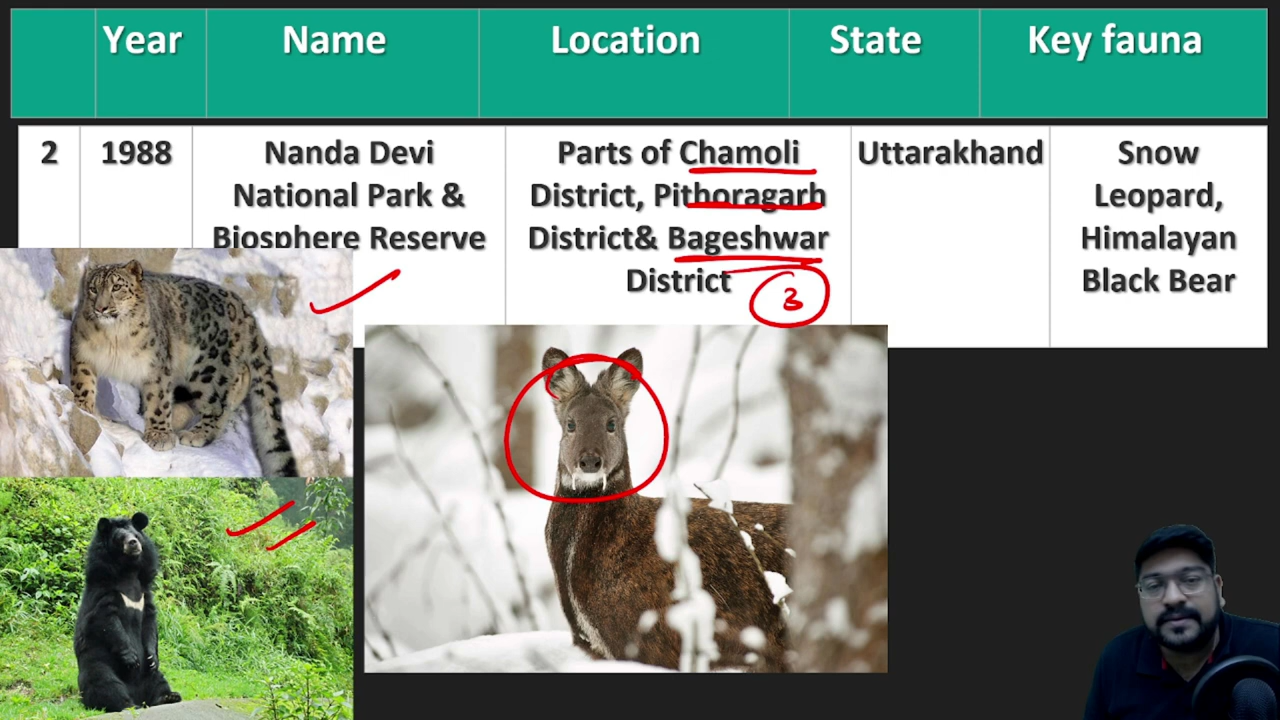 Year Name Location State Key fauna
2 1988 Nanda Devi Parts of Chamoli Uttarakhand Snow
National Park & District, Pithoragarh Leopard,
Biosphere Reserve District& Bageshwar Himalayan
District Black Bear
3